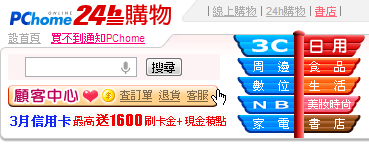 PChome ONLINE 24h購物 | 線上購物 | 24h購物 | 書店 |
設首頁 買不到通知PChome
搜尋
顧客中心 查訂單 退貨 客服
3月信用卡最高送1600刷卡金+現金積點
3C 日用
周邊 食品
數位 生活
NB 美妝時尚
家電 書店